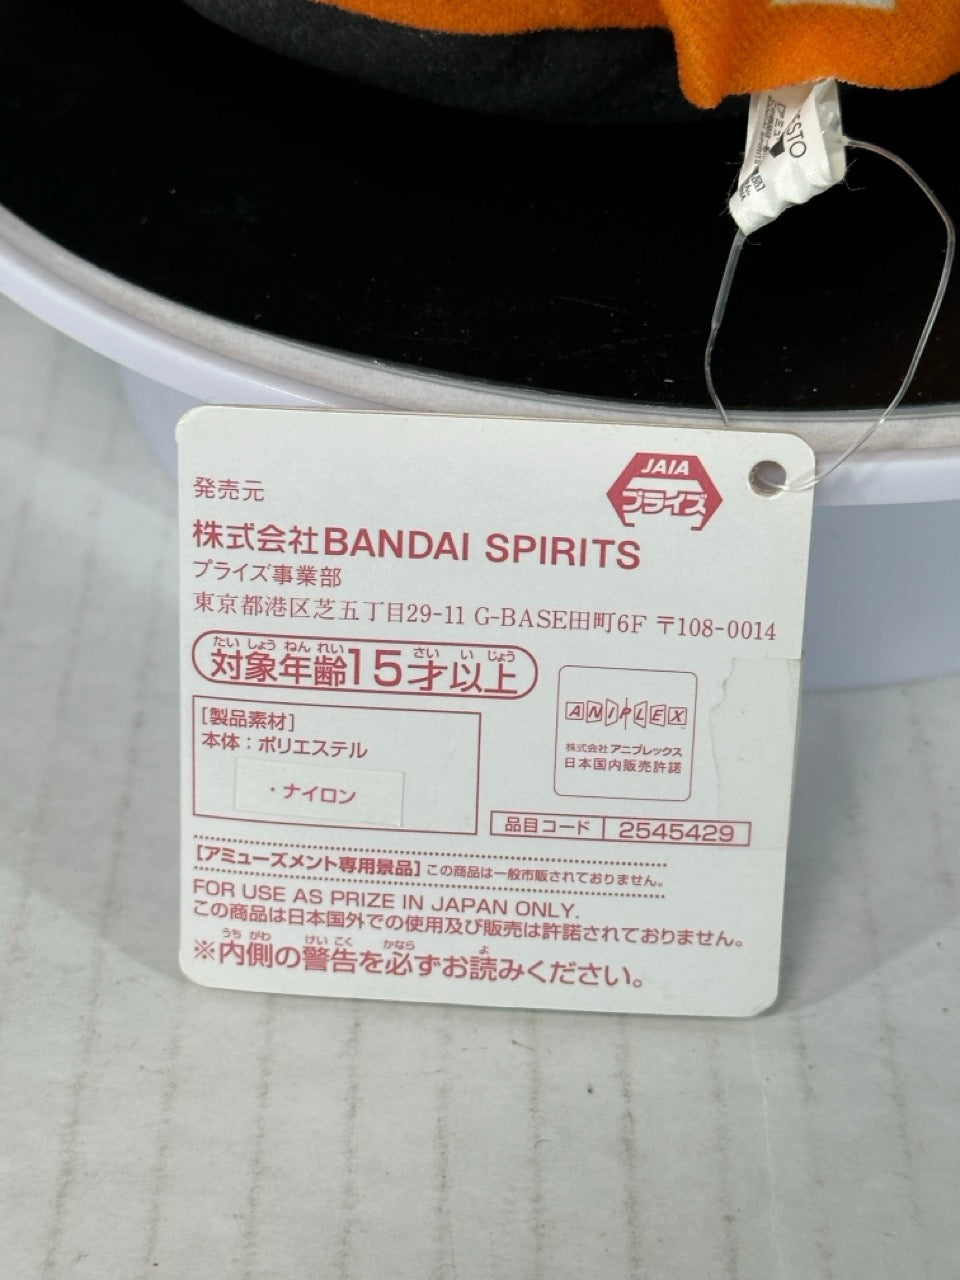 ESTO
JAIA
プライズ
発売元
株式会社BANDAI SPIRITS
プライズ事業部
東京都港区芝五丁目29-11 G-BASE田町6F 〒108-0014
たい しょう ねん れい さい い じょう
対象年齢15才以上
[製品素材]
本体：ポリエステル
・ナイロン
ANIPLEX
株式会社 アニプレックス
日本国内販売許諾
品目コード 2545429
[アミューズメント専用景品] この商品は一般市販されておりません。
FOR USE AS PRIZE IN JAPAN ONLY.
この商品は日本国外での使用及び販売は許諾されておりません。
うち がわ けい こく かなら よ
※内側の警告を必ずお読みください。